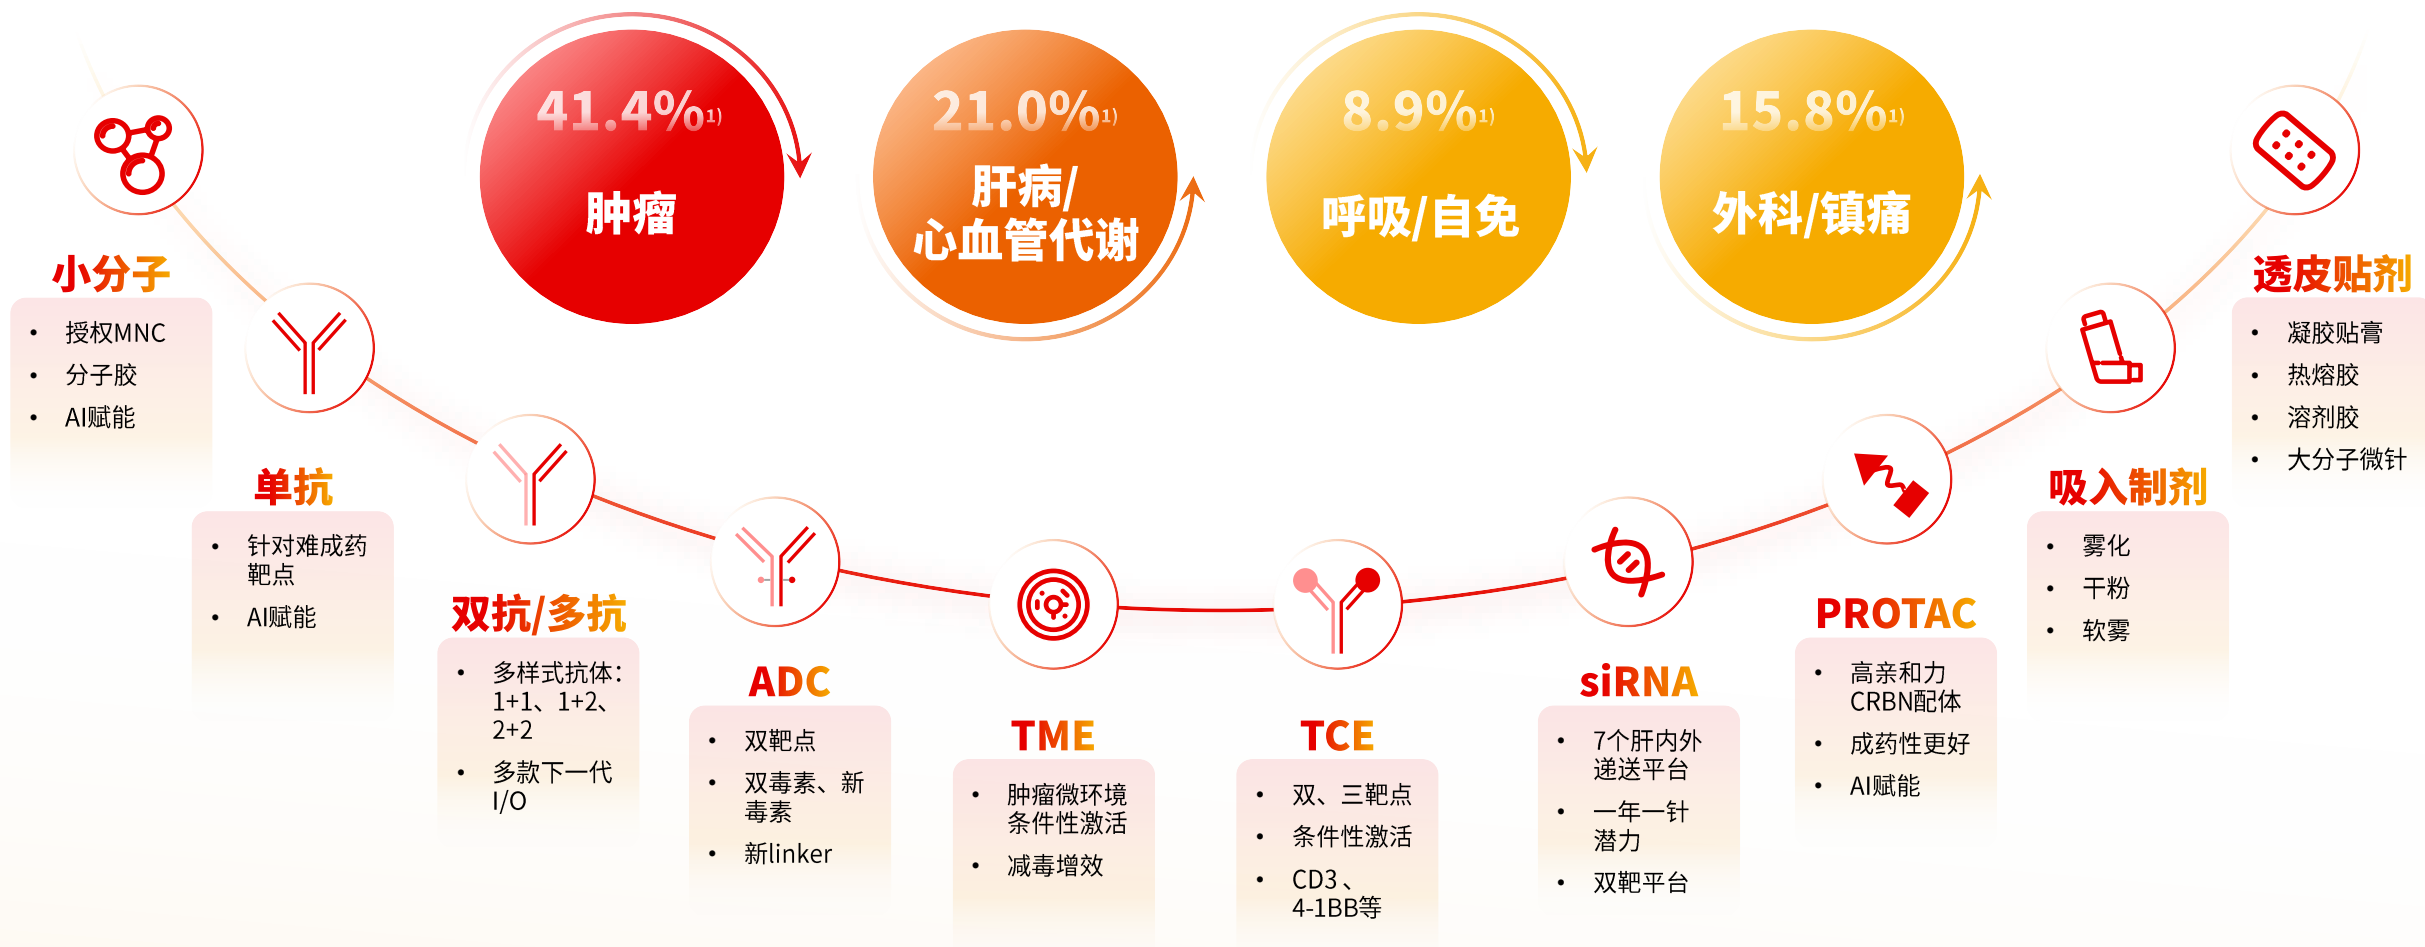 41.4%1)
肿瘤
21.0%1)
肝病/
心血管代谢
8.9%1)
呼吸/自免
15.8%1)
外科/镇痛
小分子
• 授权MNC
• 分子胶
• AI赋能
单抗
• 针对难成药
靶点
• AI赋能
双抗/多抗
• 多样式抗体：
1+1、1+2、
2+2
• 多款下一代
I/O
ADC
• 双靶点
• 双毒素、新
毒素
• 新linker
TME
• 肿瘤微环境
条件性激活
• 减毒增效
TCE
• 双、三靶点
• 条件性激活
• CD3、
4-1BB等
siRNA
• 7个肝内外
递送平台
• 一年一针
潜力
• 双靶平台
PROTAC
• 高亲和力
CRBN配体
• 成药性更好
• AI赋能
吸入制剂
• 雾化
• 干粉
• 软雾
透皮贴剂
• 凝胶贴膏
• 热熔胶
• 溶剂胶
• 大分子微针